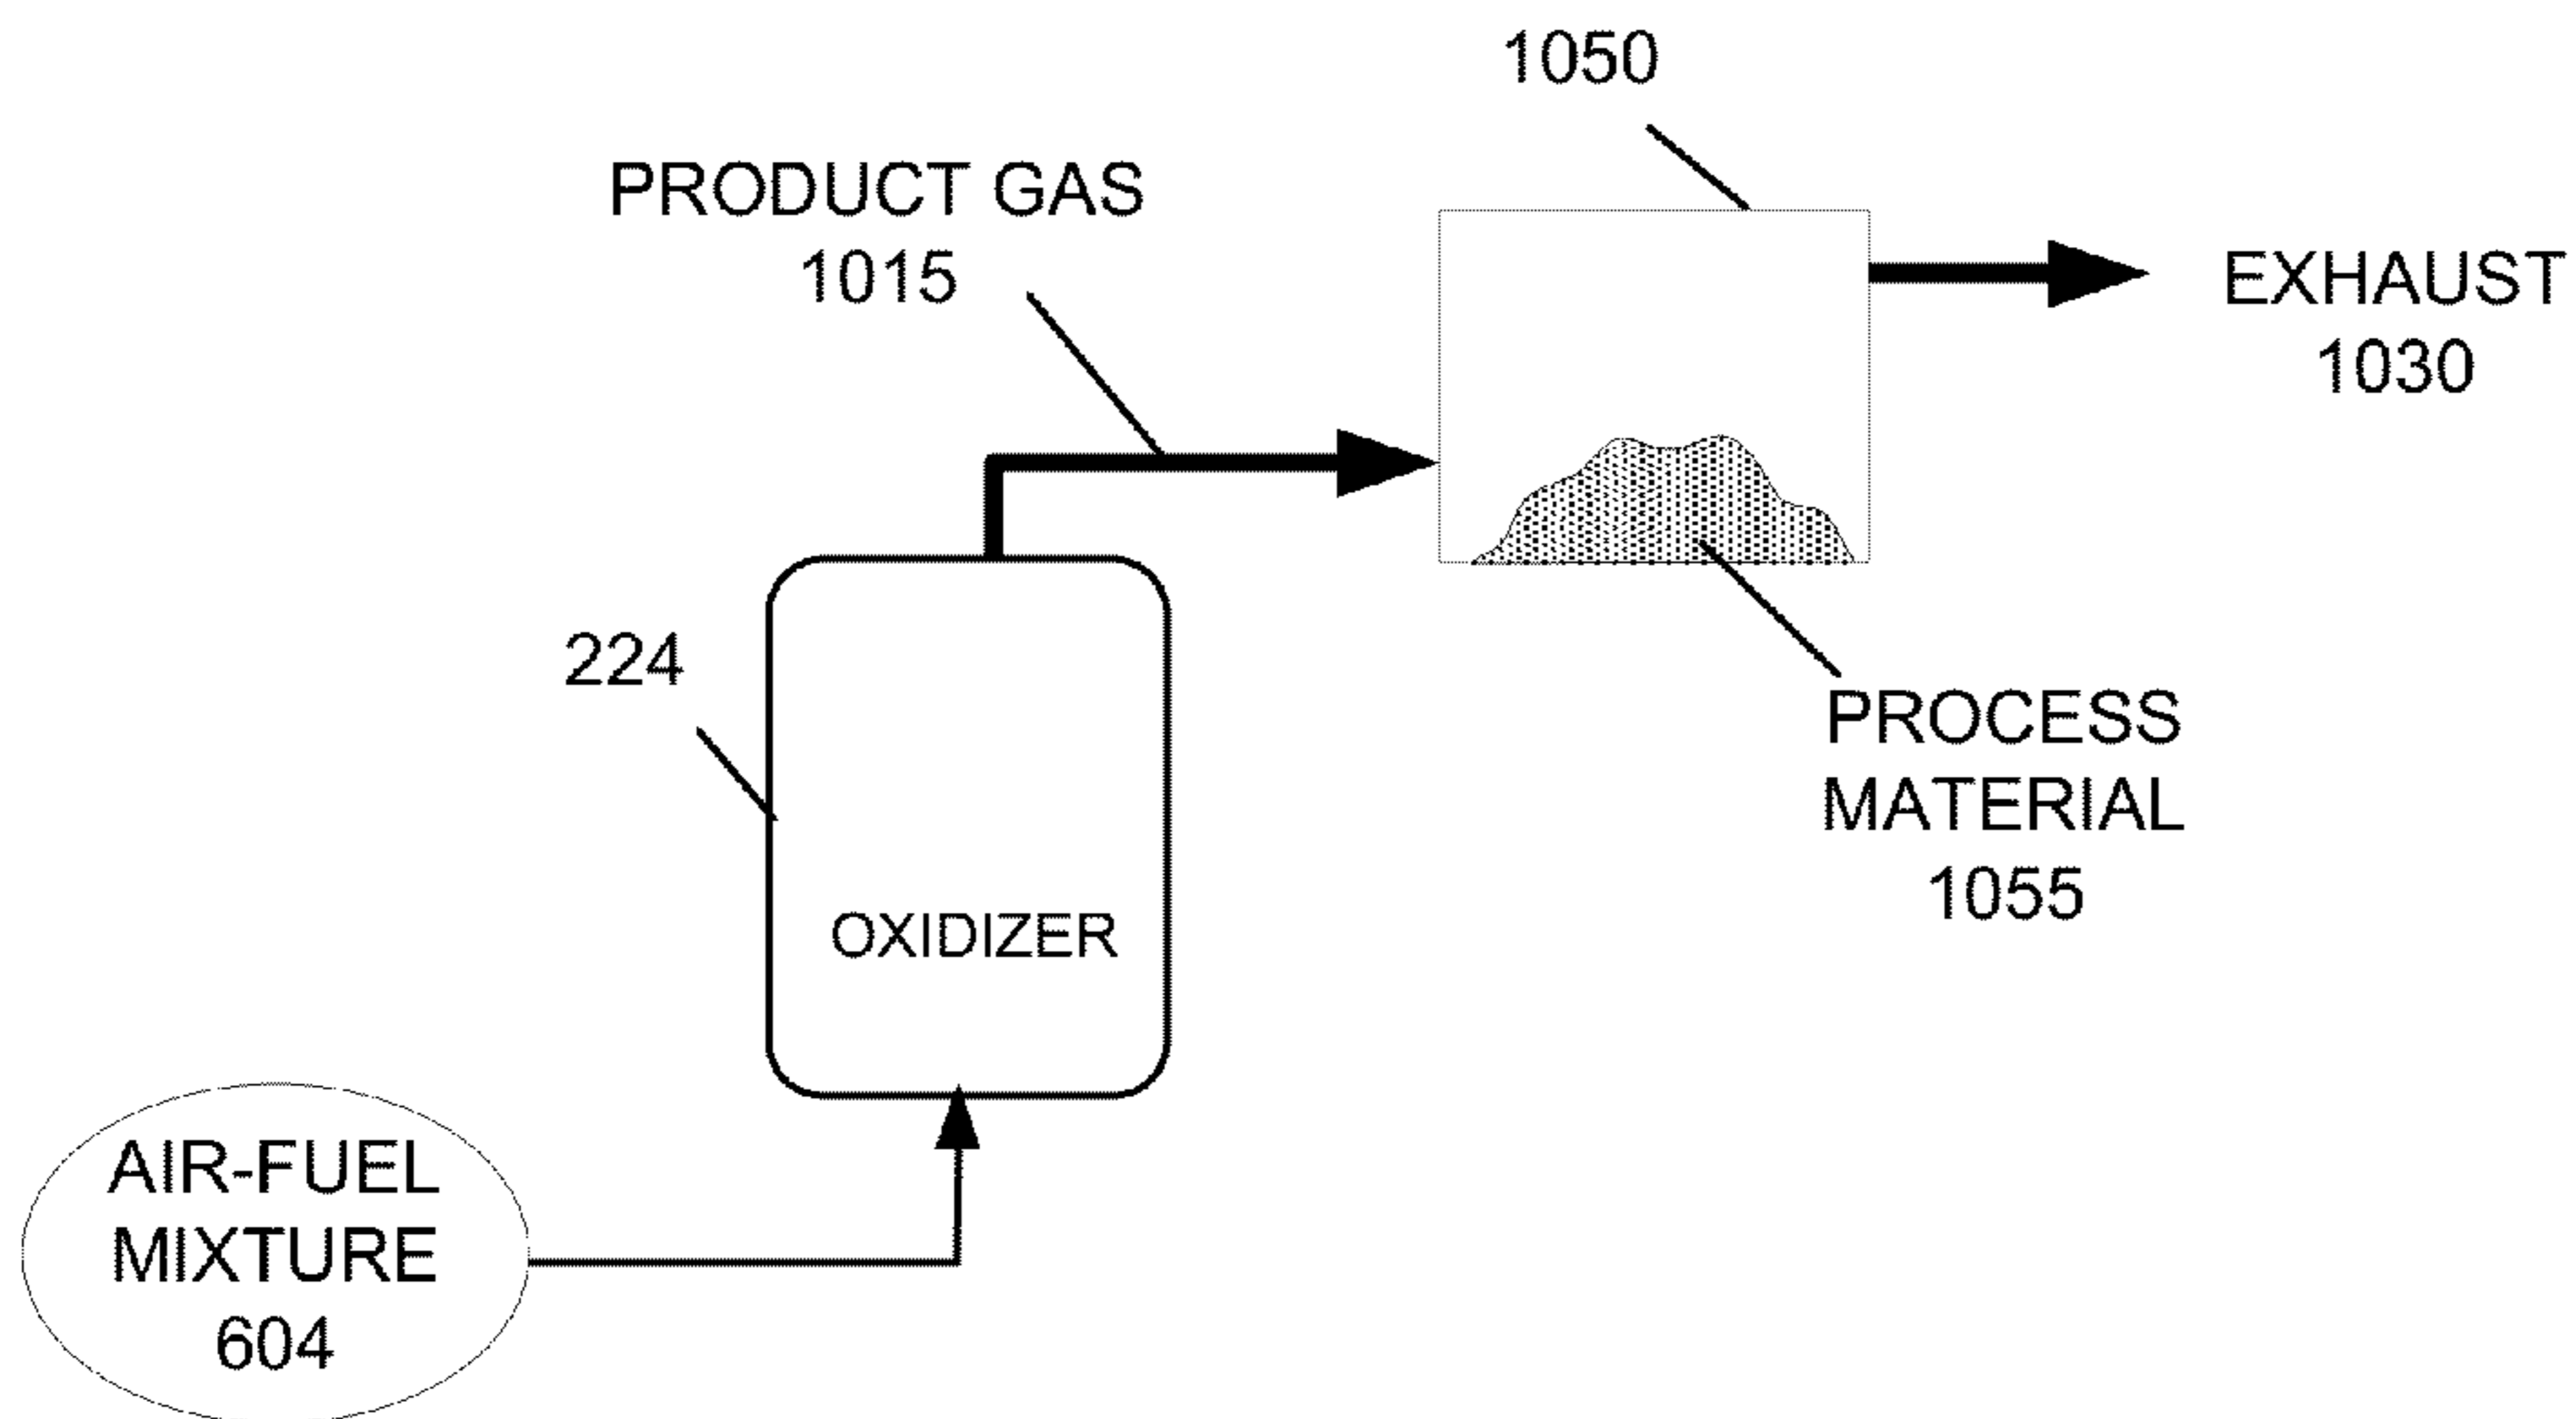 1050
PRODUCT GAS
1015
EXHAUST
1030
224
PROCESS
MATERIAL
1055
OXIDIZER
AIR-FUEL
MIXTURE
604